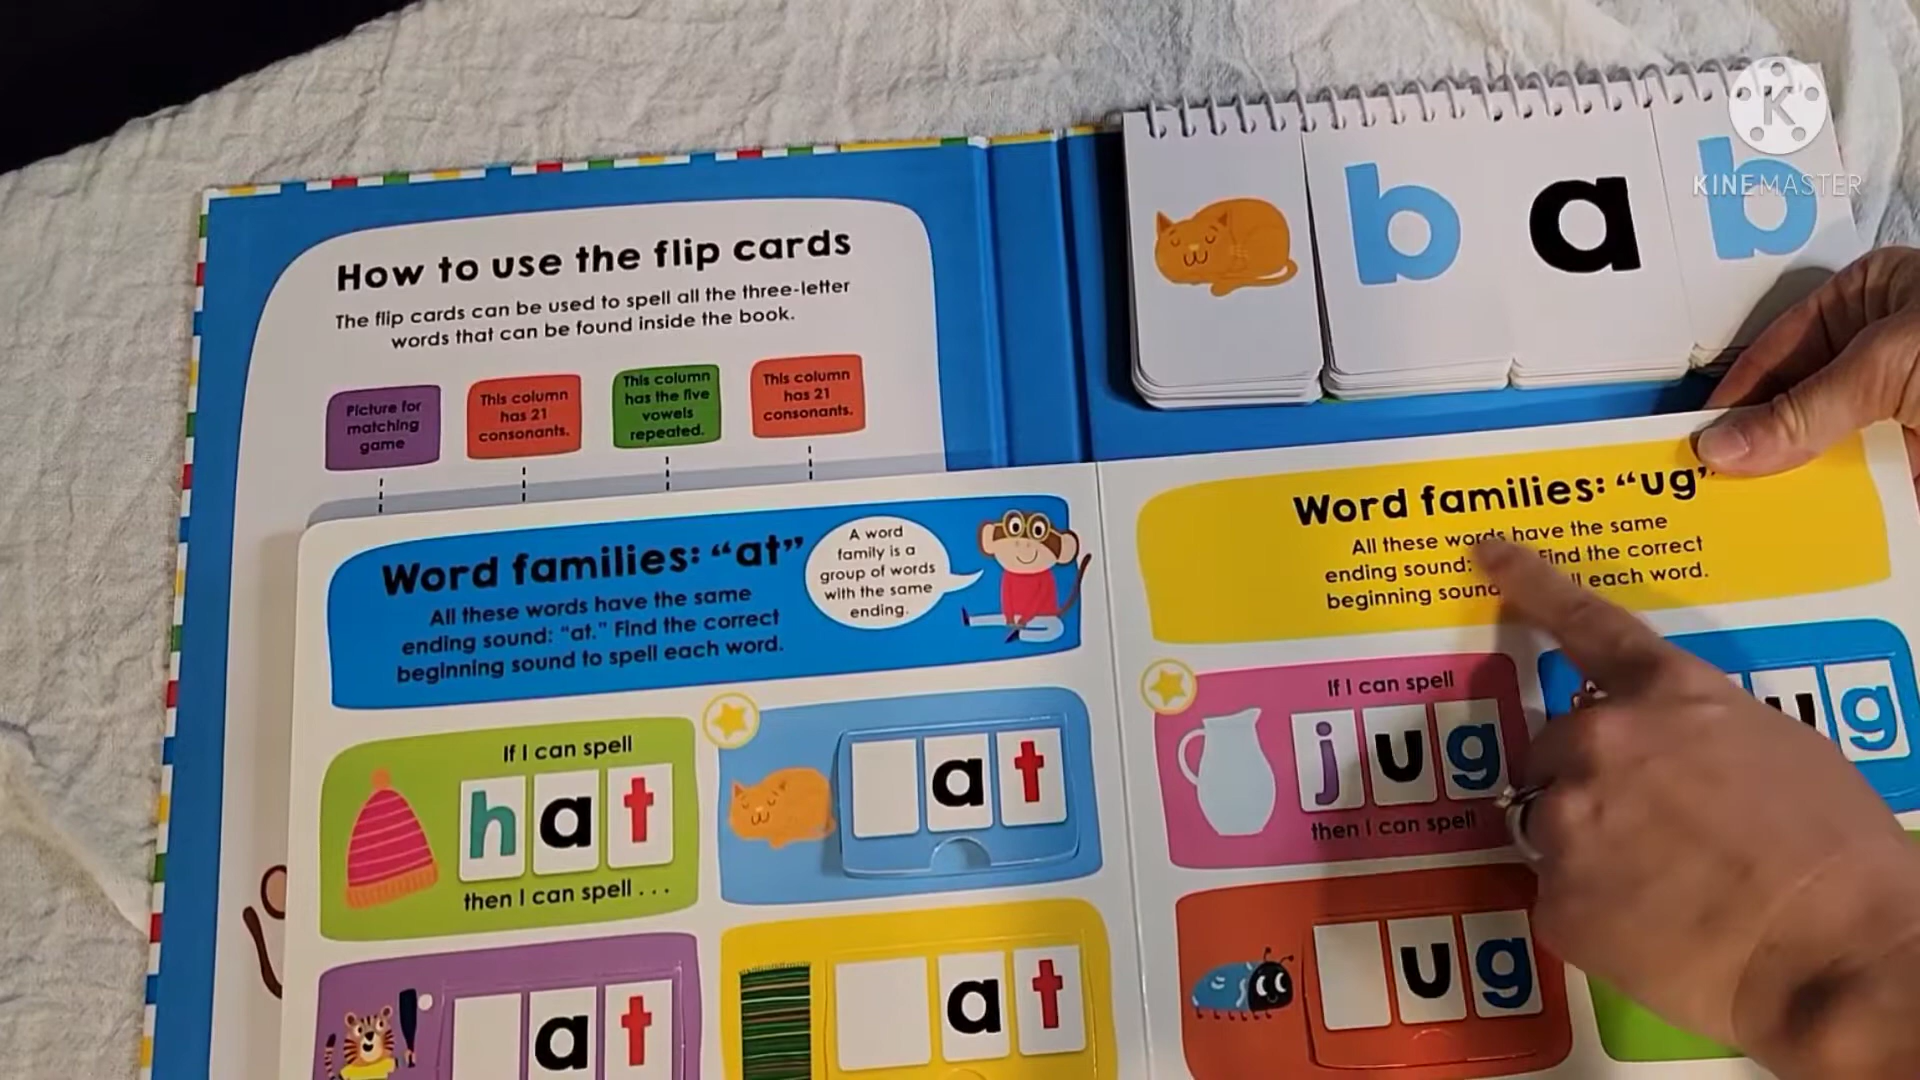 How to use the flip cards
The flip cards can be used to spell all the three-letter
words that can be found inside the book.
Picture for
matching
game
This column
has 21
consonants.
This column
has the five
vowels
repeated.
This column
has 21
consonants.
b a b
KINEMASTER
Word families: “at”
All these words have the same
ending sound: “at.” Find the correct
beginning sound to spell each word.
A word
family is a
group of words
with the same
ending.
If I can spell
hat
then I can spell . . .
at
at
at
Word families: “ug”
All these words have the same
ending sound: Find the correct
beginning sound each word.
If I can spell
jug
then I can spell
ug
ug